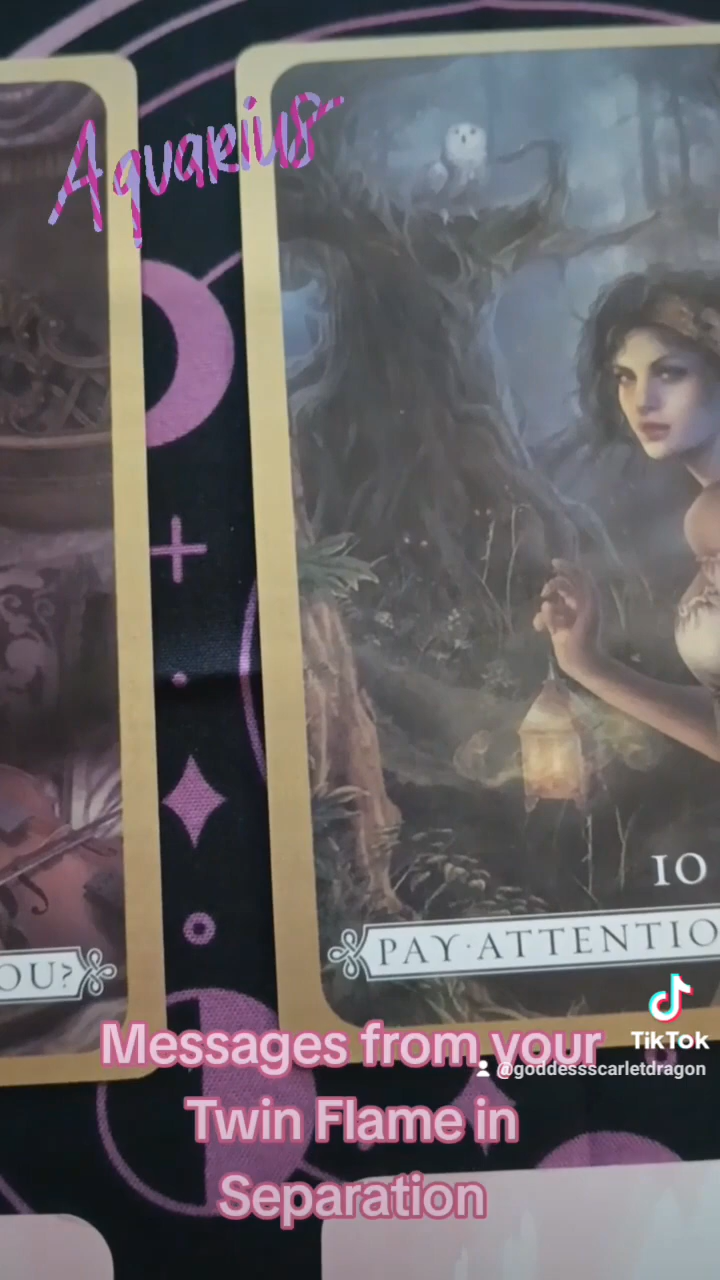 Aquarius
10
OU?
PAY·ATTENTIO
Messages from your
TikTok
@goddessscarletdragon
Twin Flame in
Separation